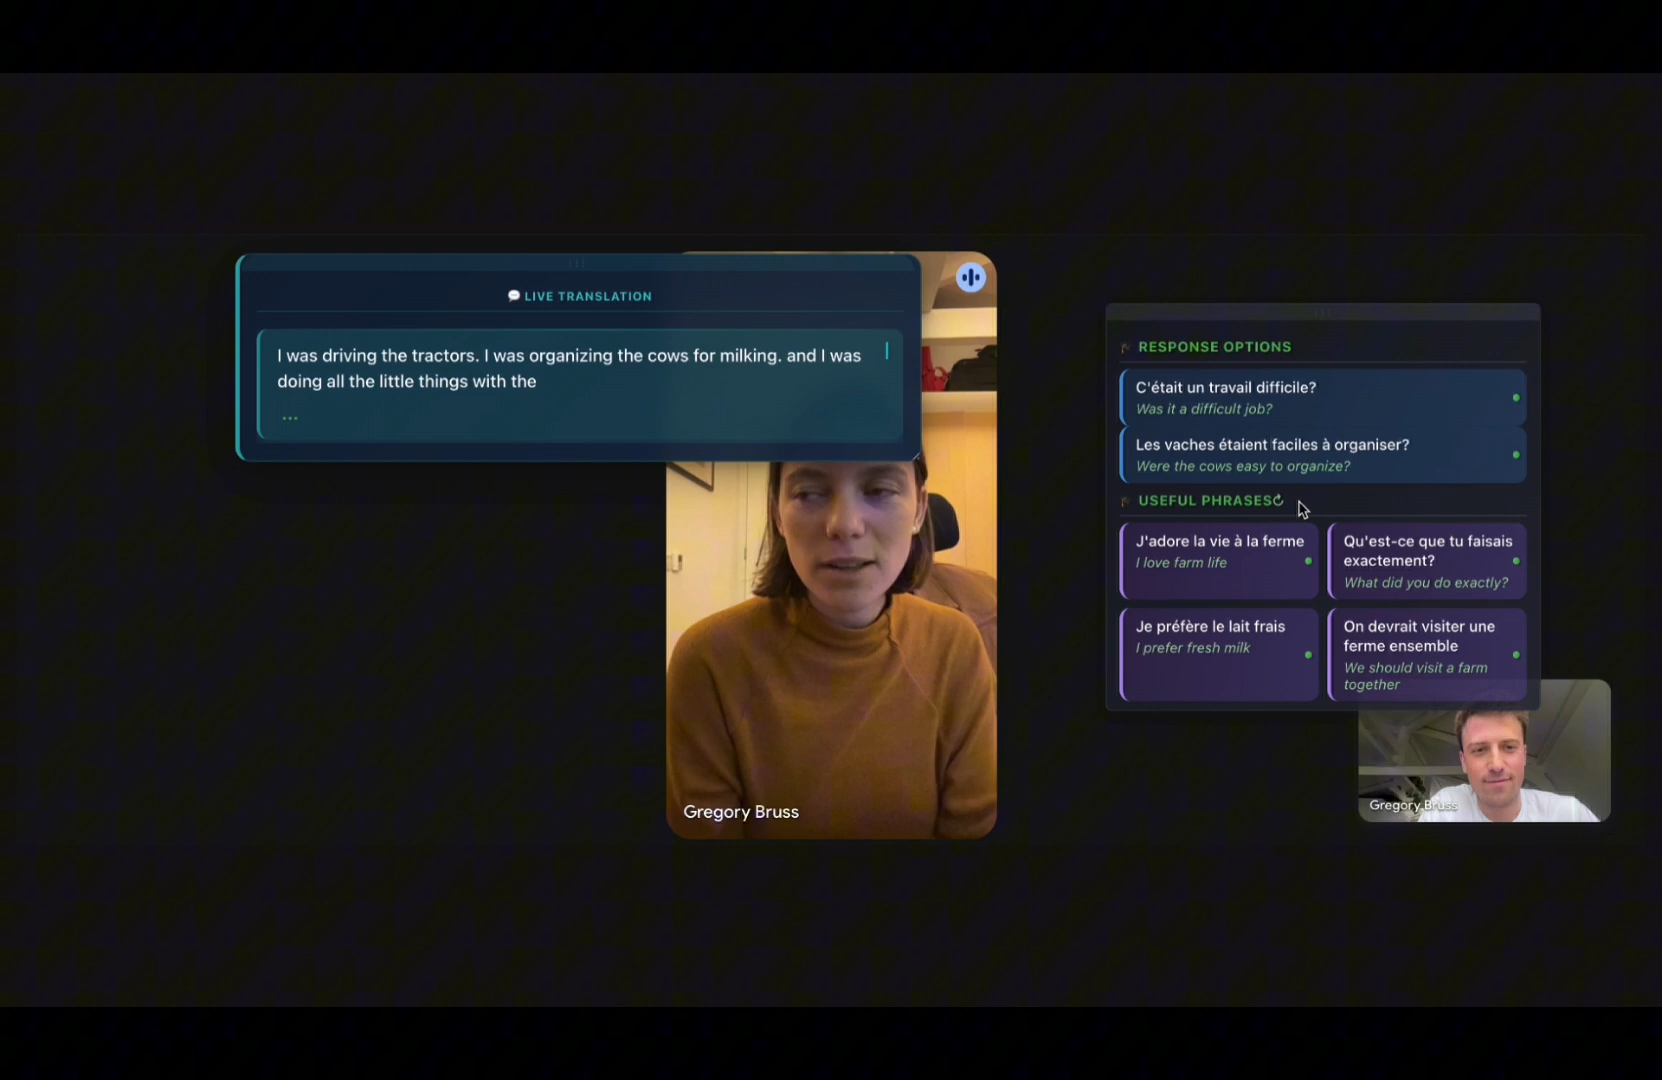 💬 LIVE TRANSLATION
I was driving the tractors. I was organizing the cows for milking. and I was
doing all the little things with the
...
Gregory Bruss
RESPONSE OPTIONS
C'était un travail difficile?
Was it a difficult job?
Les vaches étaient faciles à organiser?
Were the cows easy to organize?
USEFUL PHRASES↻
J'adore la vie à la ferme
I love farm life
Qu'est-ce que tu faisais
exactement?
What did you do exactly?
Je préfère le lait frais
I prefer fresh milk
On devrait visiter une
ferme ensemble
We should visit a farm
together
Gregory Bruss